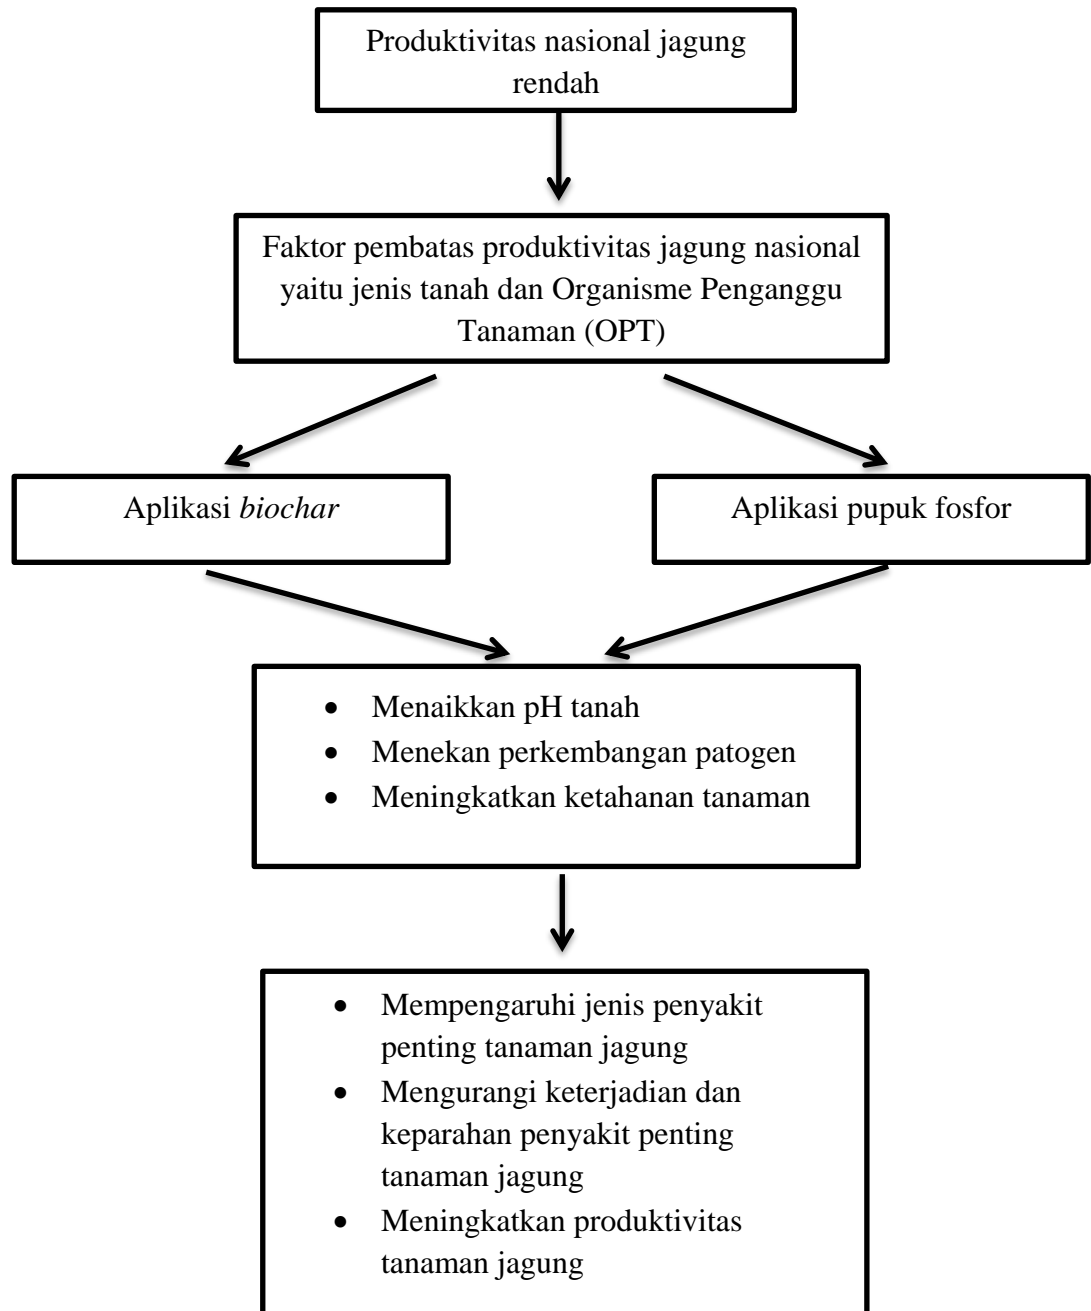 Produktivitas nasional jagung
rendah
Faktor pembatas produktivitas jagung nasional
yaitu jenis tanah dan Organisme Penganggu
Tanaman (OPT)
Aplikasi biochar
Aplikasi pupuk fosfor
• Menaikkan pH tanah
• Menekan perkembangan patogen
• Meningkatkan ketahanan tanaman
• Mempengaruhi jenis penyakit
penting tanaman jagung
• Mengurangi keterjadian dan
keparahan penyakit penting
tanaman jagung
• Meningkatkan produktivitas
tanaman jagung